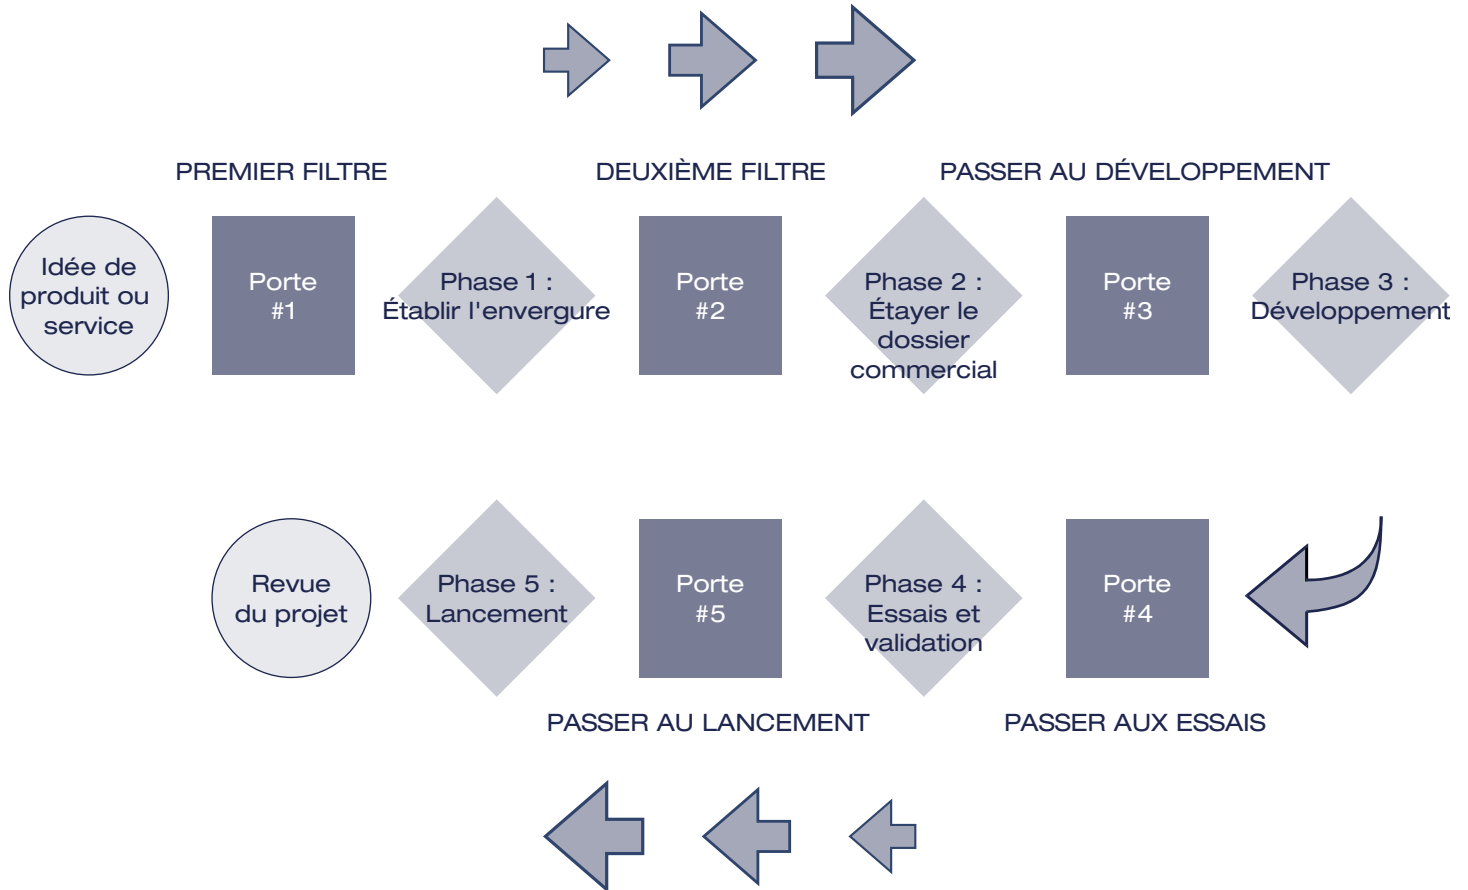 PREMIER FILTRE
DEUXIÈME FILTRE
PASSER AU DÉVELOPPEMENT
Idée de
produit ou
service
Porte
#1
Phase 1 :
Établir l'envergure
Porte
#2
Phase 2 :
Étayer le
dossier
commercial
Porte
#3
Phase 3 :
Développement
Revue
du projet
Phase 5 :
Lancement
Porte
#5
Phase 4 :
Essais et
validation
Porte
#4
PASSER AU LANCEMENT
PASSER AUX ESSAIS